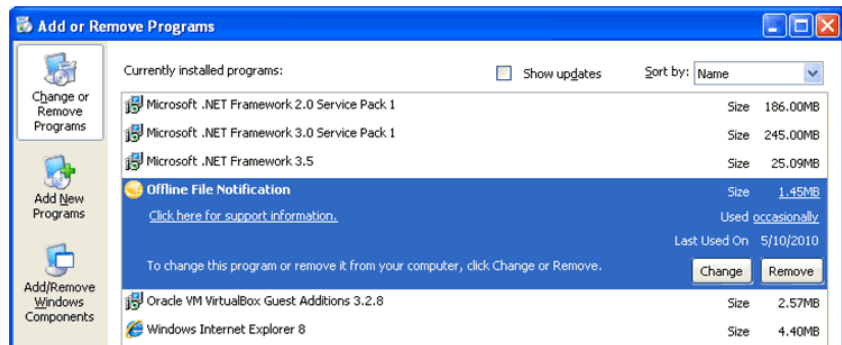 Add or Remove Programs
Change or
Remove
Programs
Add New
Programs
Add/Remove
Windows
Components
Currently installed programs:
Show updates
Sort by: Name
Microsoft .NET Framework 2.0 Service Pack 1 Size 186.00MB
Microsoft .NET Framework 3.0 Service Pack 1 Size 245.00MB
Microsoft .NET Framework 3.5 Size 25.09MB
Offline File Notification Size 1.45MB
Click here for support information. Used occasionally
Last Used On 5/10/2010
To change this program or remove it from your computer, click Change or Remove. Change Remove
Oracle VM VirtualBox Guest Additions 3.2.8 Size 2.57MB
Windows Internet Explorer 8 Size 4.40MB